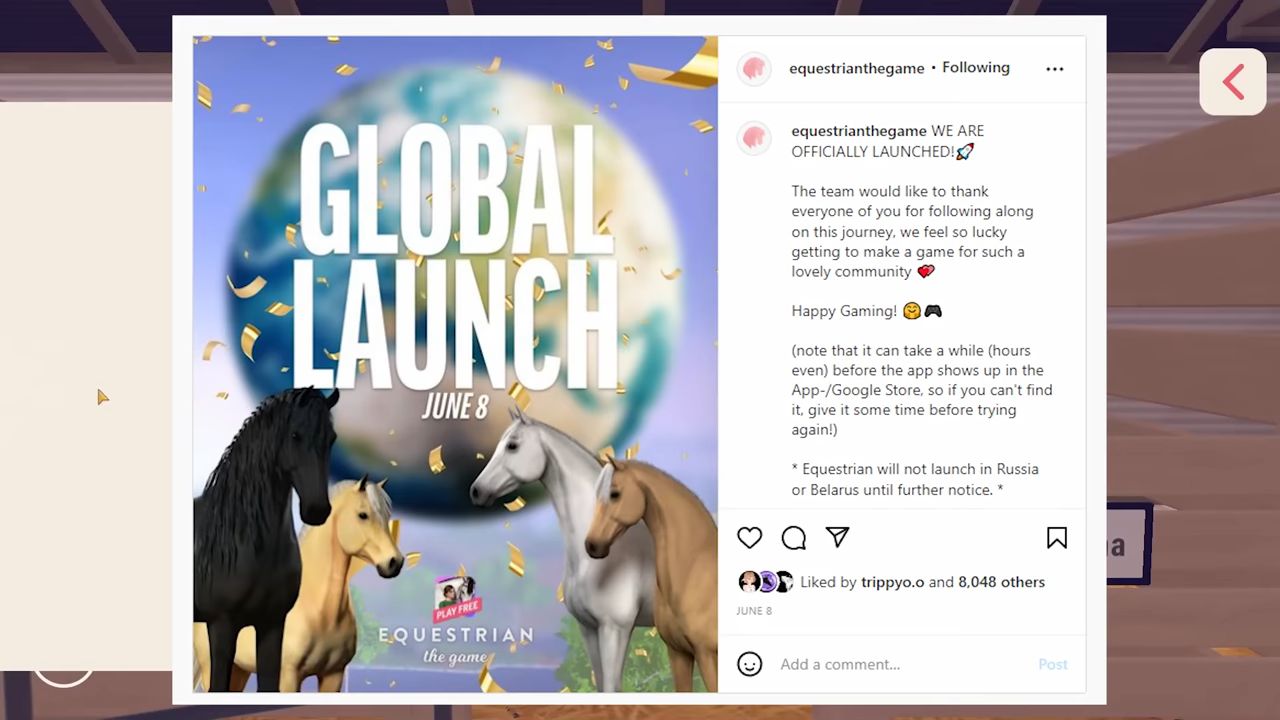 GLOBAL
LAUNCH
JUNE 8
PLAY FREE
EQUESTRIAN
the game
equestrianthegame • Following
equestrianthegame WE ARE
OFFICIALLY LAUNCHED!🚀
The team would like to thank
everyone of you for following along
on this journey, we feel so lucky
getting to make a game for such a
lovely community 💕
Happy Gaming! 🤗🎮
(note that it can take a while (hours
even) before the app shows up in the
App-/Google Store, so if you can't find
it, give it some time before trying
again!)
* Equestrian will not launch in Russia
or Belarus until further notice. *
Liked by trippyo.o and 8,048 others
JUNE 8
Add a comment...
Post